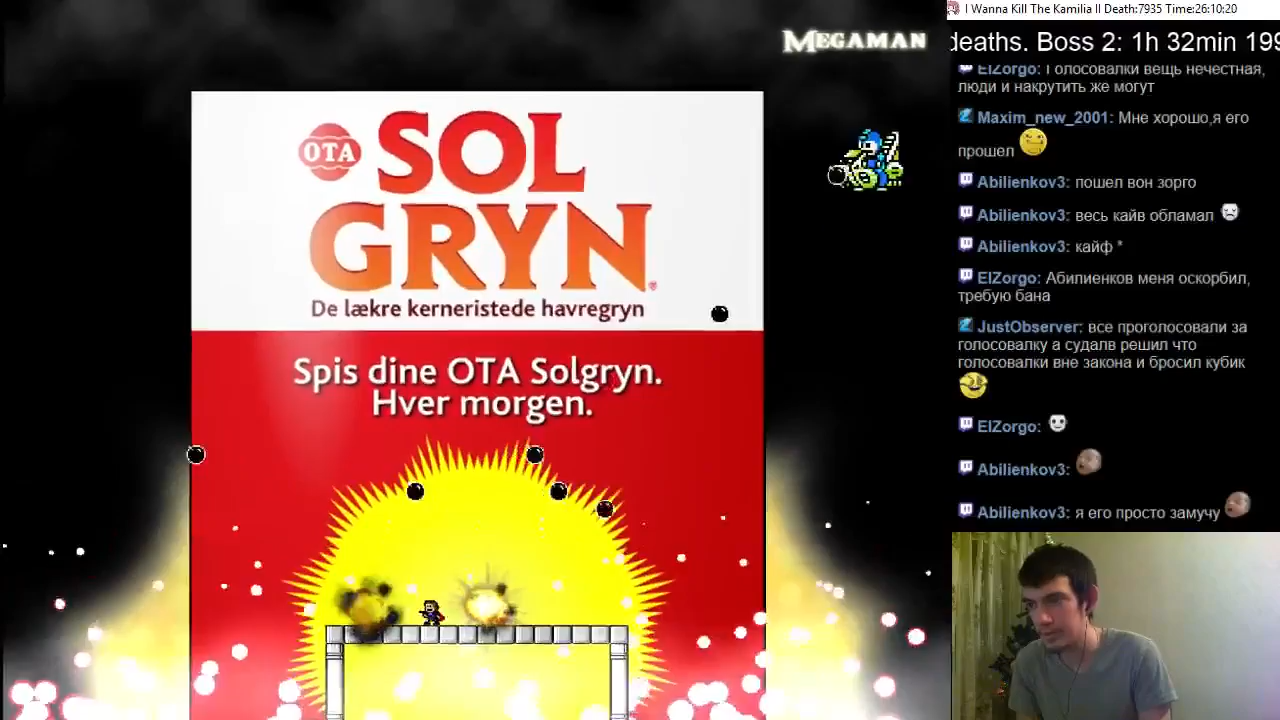 I Wanna Kill The Kamilia II Death:7935 Time:26:10:20
MEGAMAN
deaths. Boss 2: 1h 32min 199
ElZorgo: Голосовалки вещь нечестная,
люди и накрутить же могут
Maxim_new_2001: Мне хорошо,я его
прошел
Abilienkov3: пошел вон зорго
Abilienkov3: весь кайв обламал
Abilienkov3: кайф *
ElZorgo: Абилиенков меня оскорбил,
требую бана
JustObserver: все проголосовали за
голосовалку а судалв решил что
голосовалки вне закона и бросил кубик
ElZorgo:
Abilienkov3:
Abilienkov3: я его просто замучу
OTA
SOL
GRYN
De lækre kerneristede havregryn
Spis dine OTA Solgryn.
Hver morgen.